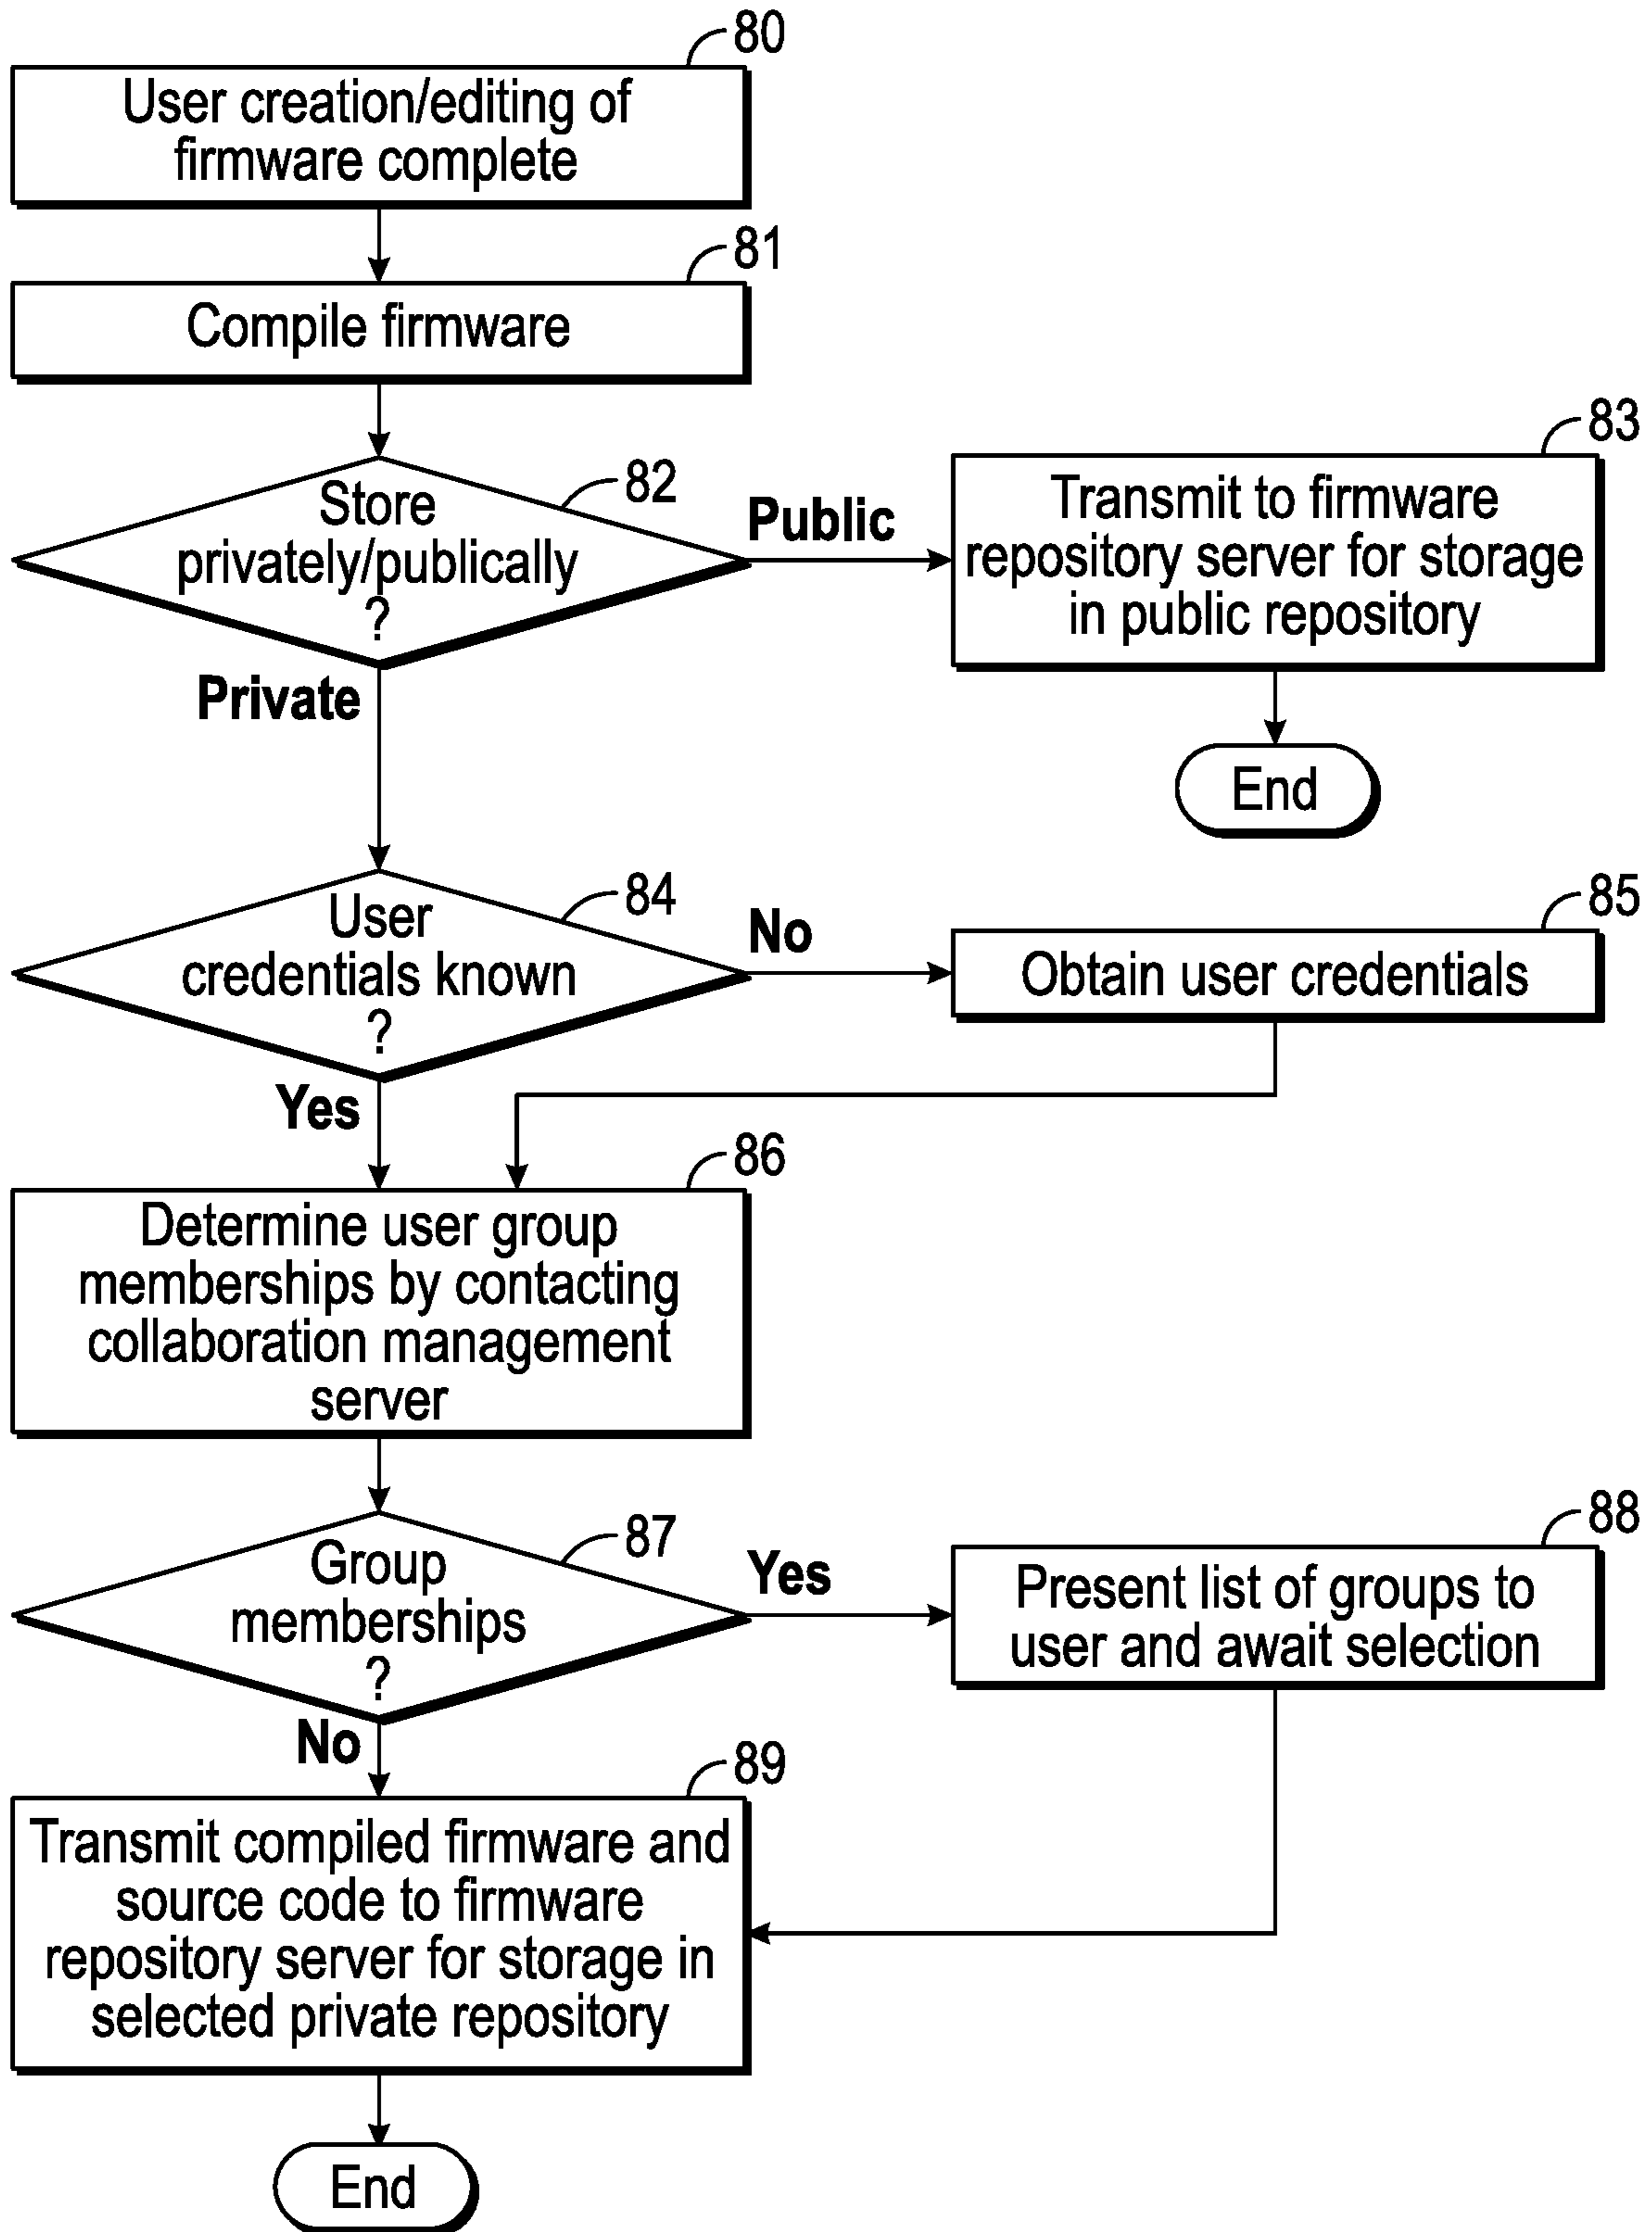 80
User creation/editing of
firmware complete
81
Compile firmware
82
Store
privately/publically
?
Public
83
Transmit to firmware
repository server for storage
in public repository
End
Private
84
User
credentials known
?
No
85
Obtain user credentials
Yes
86
Determine user group
memberships by contacting
collaboration management
server
87
Group
memberships
?
Yes
88
Present list of groups to
user and await selection
No
89
Transmit compiled firmware and
source code to firmware
repository server for storage in
selected private repository
End